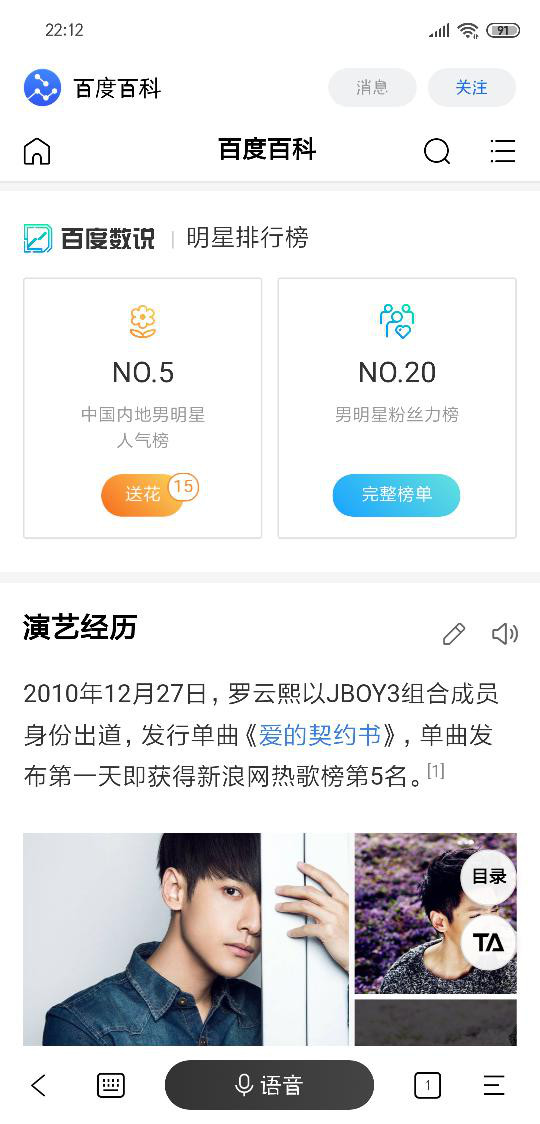 22:12
91
百度百科
消息
关注
百度百科
百度数说 | 明星排行榜
NO.5
中国内地男明星
人气榜
送花 15
NO.20
男明星粉丝力榜
完整榜单
演艺经历
2010年12月27日，罗云熙以JBOY3组合成员
身份出道，发行单曲《爱的契约书》，单曲发
布第一天即获得新浪网热歌榜第5名。[1]
目录
TA
语音
1